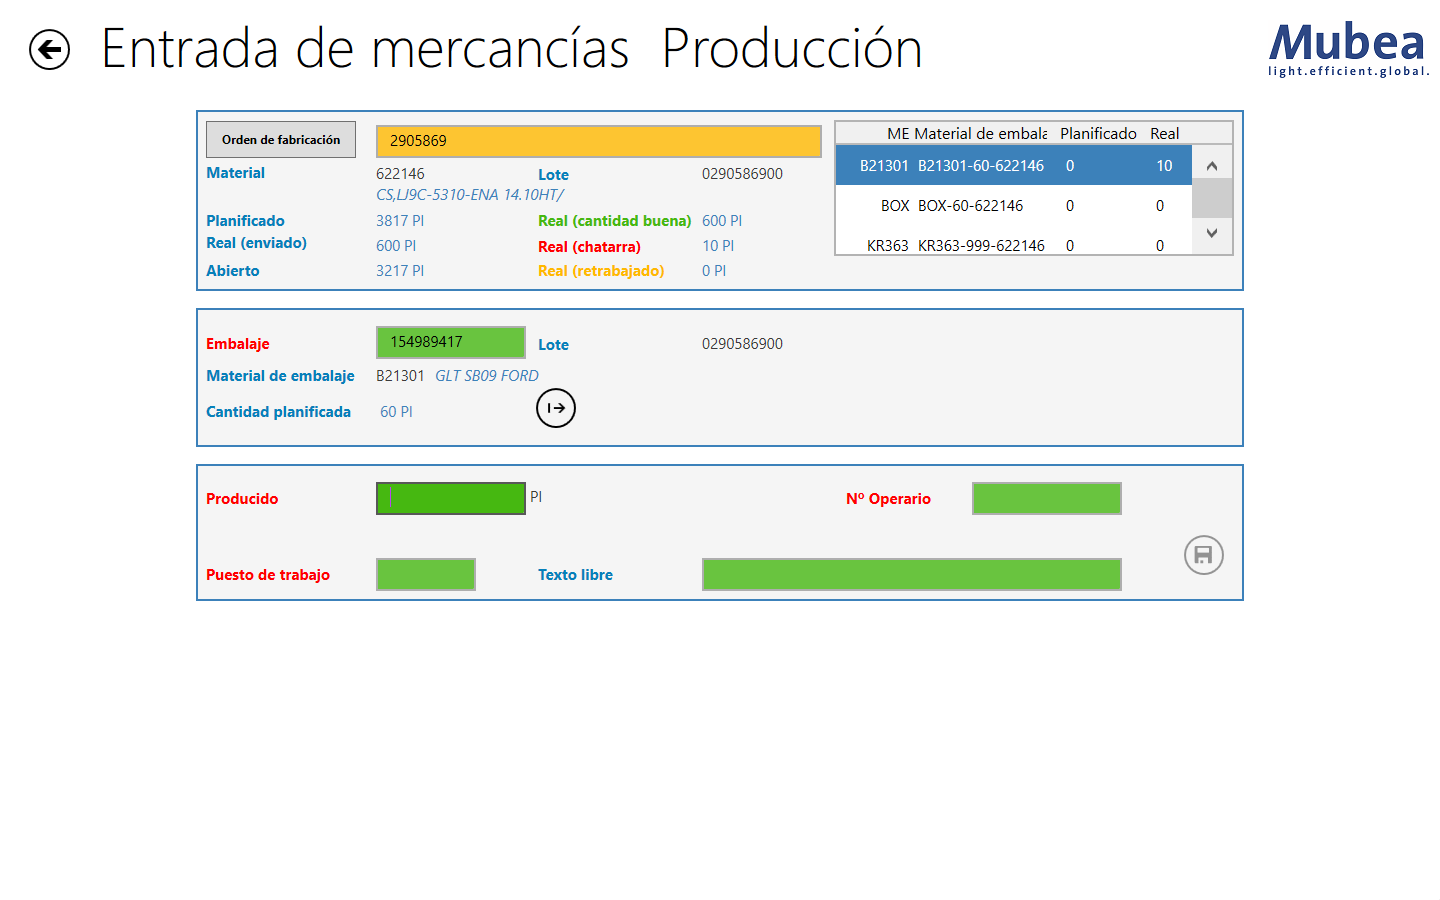 Entrada de mercancías  Producción
Mubea
light.efficient.global.
Orden de fabricación
2905869
Material
622146
Lote
0290586900
CS,LJ9C-5310-ENA 14.10HT/
Planificado
3817 PI
Real (cantidad buena)
600 PI
Real (enviado)
600 PI
Real (chatarra)
10 PI
Abierto
3217 PI
Real (retrabajado)
0 PI
ME Material de embala Planificado Real
B21301 B21301-60-622146 0 10
BOX BOX-60-622146 0 0
KR363 KR363-999-622146 0 0
Embalaje
154989417
Lote
0290586900
Material de embalaje
B21301 GLT SB09 FORD
Cantidad planificada
60 PI
Producido
PI
Nº Operario
Puesto de trabajo
Texto libre